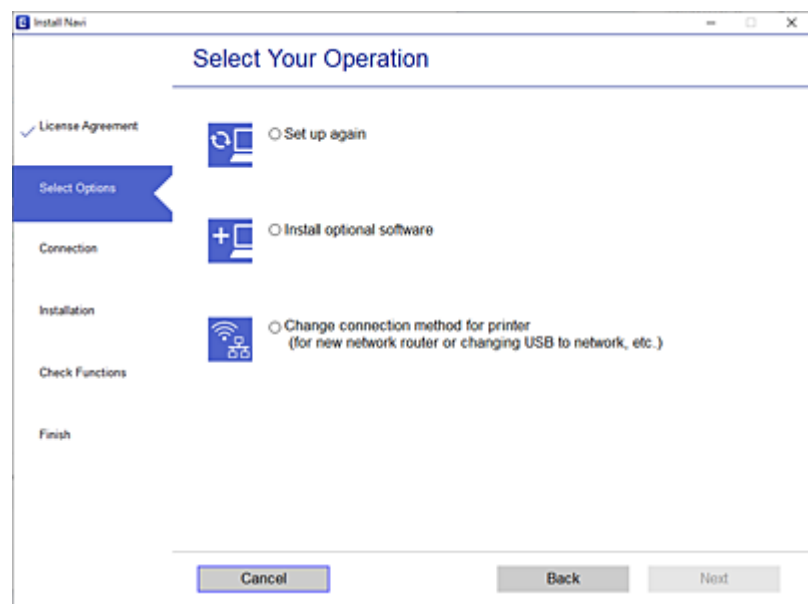 Install Navi
Select Your Operation
License Agreement
Select Options
Connection
Installation
Check Functions
Finish
Set up again
Install optional software
Change connection method for printer
(for new network router or changing USB to network, etc.)
Cancel
Back
Next